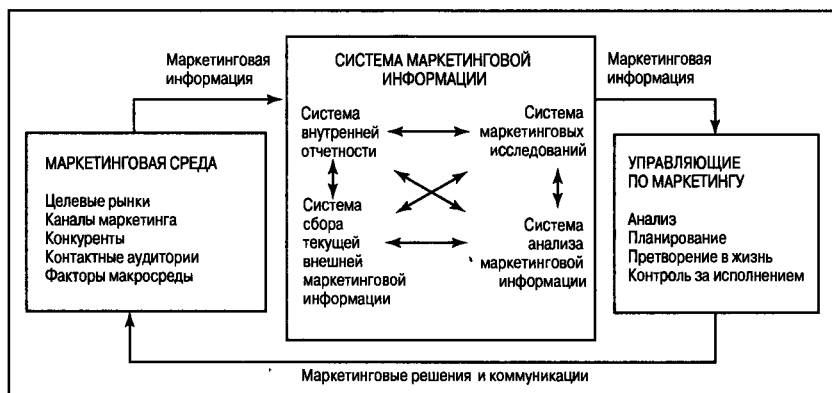 Маркетинговая
информация
СИСТЕМА МАРКЕТИНГОВОЙ
ИНФОРМАЦИИ
Маркетинговая
информация
МАРКЕТИНГОВАЯ СРЕДА
Целевые рынки
Каналы маркетинга
Конкуренты
Контактные аудитории
Факторы макросреды
Система
внутренней
отчетности
Система
маркетинговых
исследований
Система
сбора
текущей
внешней
маркетинговой
информации
Система
анализа
маркетинговой
информации
УПРАВЛЯЮЩИЕ
ПО МАРКЕТИНГУ
Анализ
Планирование
Претворение в жизнь
Контроль за исполнением
Маркетинговые решения и коммуникации